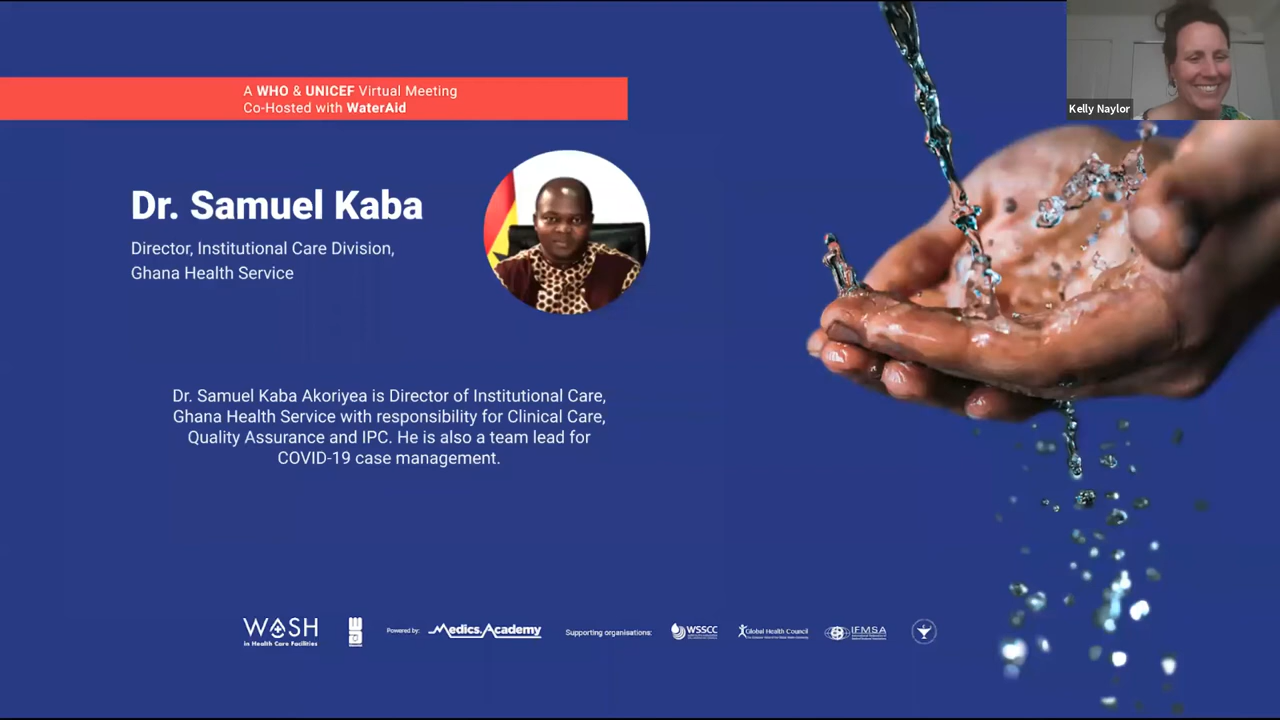 A WHO & UNICEF Virtual Meeting
Co-Hosted with WaterAid
Kelly Naylor
Dr. Samuel Kaba
Director, Institutional Care Division,
Ghana Health Service
Dr. Samuel Kaba Akoriyea is Director of Institutional Care,
Ghana Health Service with responsibility for Clinical Care,
Quality Assurance and IPC. He is also a team lead for
COVID-19 case management.
WASH
in Health Care Facilities
Powered by:
Medics.Academy
Supporting organisations:
WSSCC
Global Health Council
IFMSA